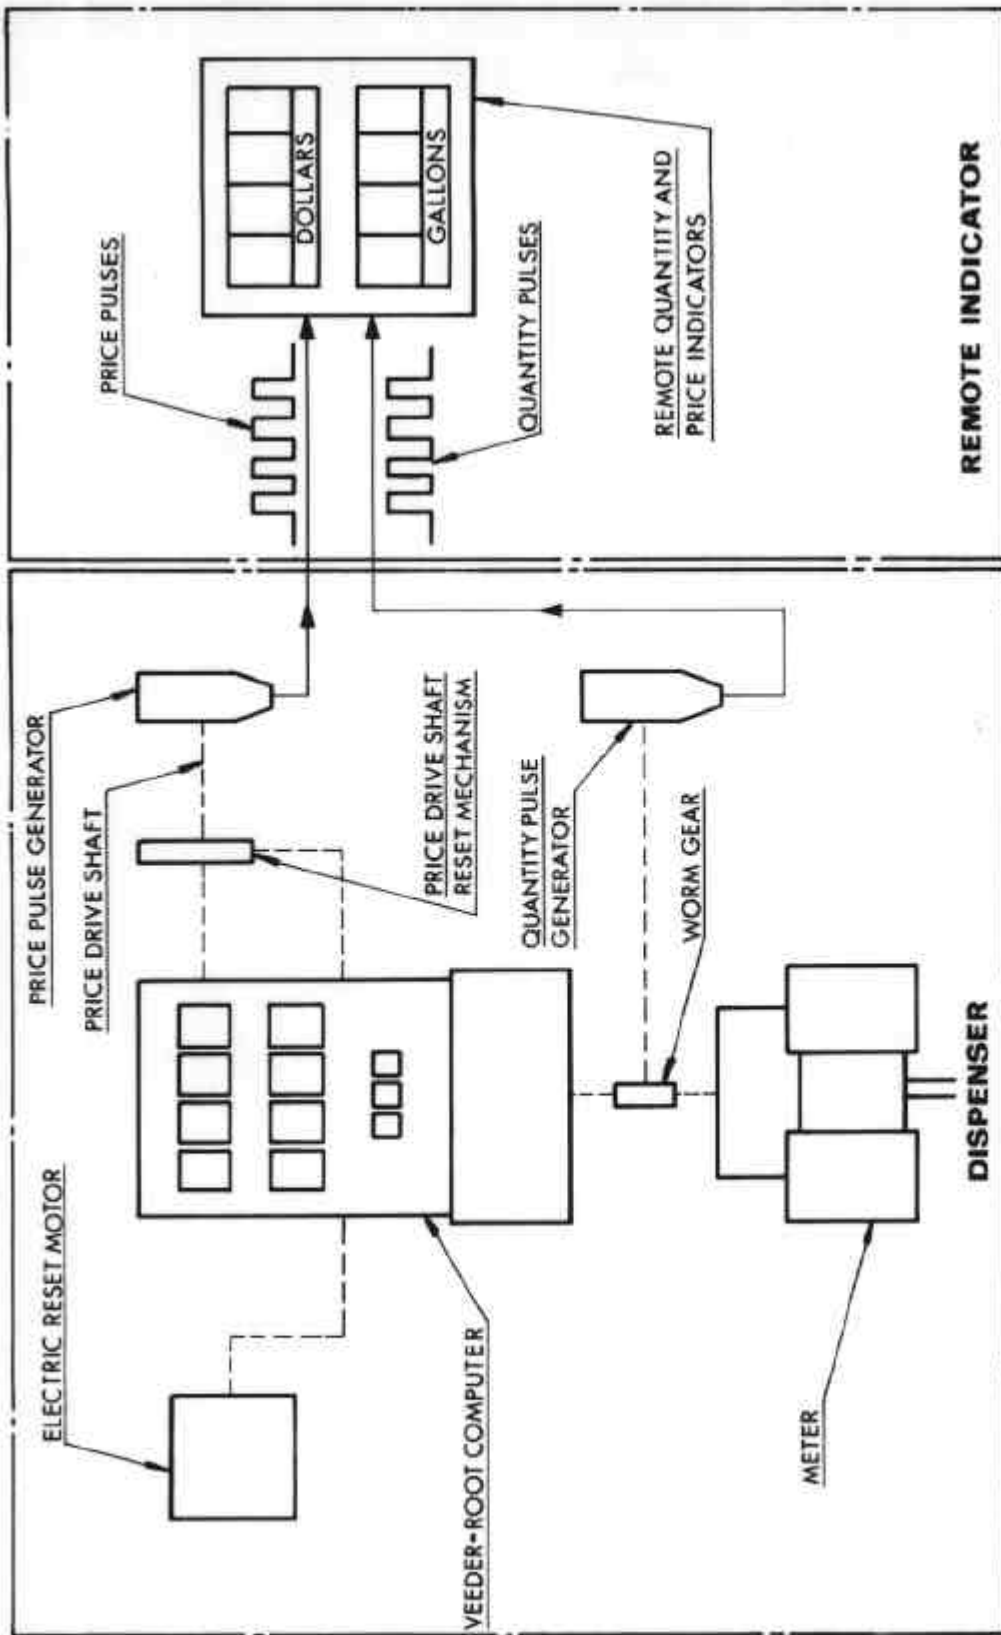 ELECTRIC RESET MOTOR
PRICE PULSE GENERATOR
PRICE DRIVE SHAFT
PRICE PULSES
DOLLARS
GALLONS
VEEDER-ROOT COMPUTER
PRICE DRIVE SHAFT
RESET MECHANISM
QUANTITY PULSES
QUANTITY PULSE
GENERATOR
REMOTE QUANTITY AND
PRICE INDICATORS
WORM GEAR
METER
DISPENSER
REMOTE INDICATOR